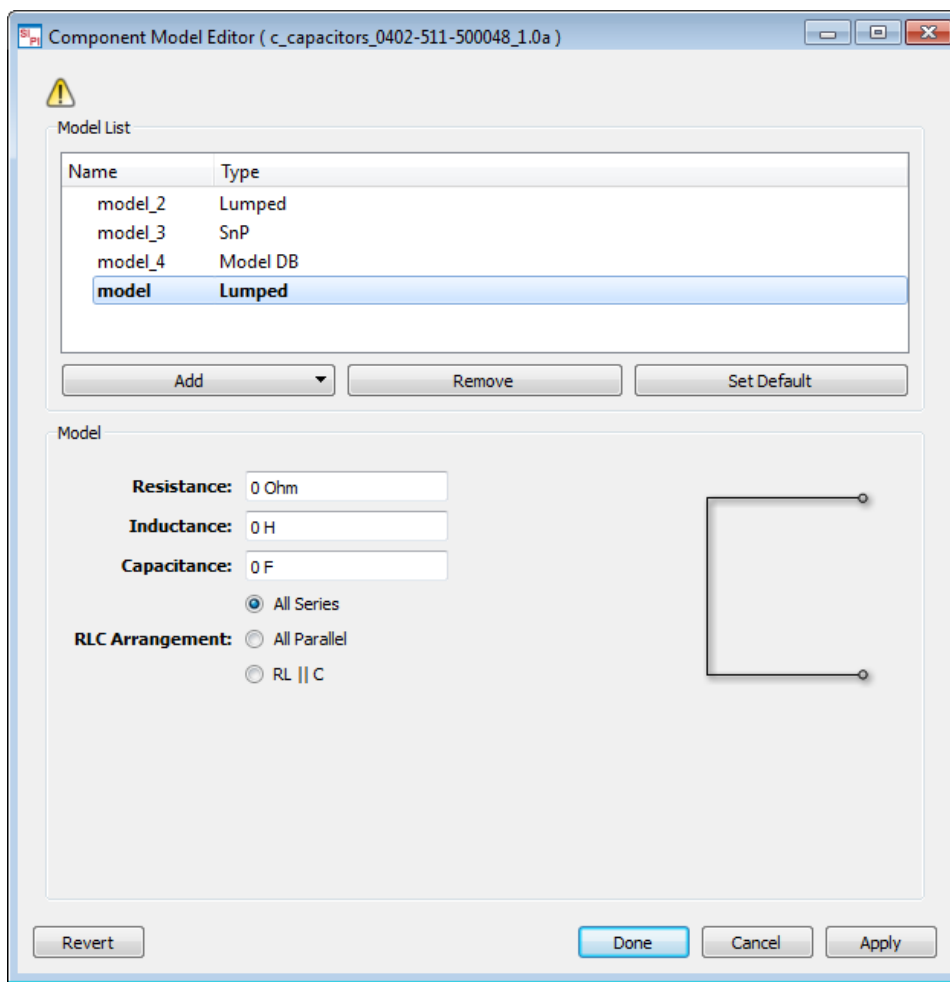 SI PI Component Model Editor ( c_capacitors_0402-511-500048_1.0a )
Model List
Name Type
model_2 Lumped
model_3 SnP
model_4 Model DB
model Lumped
Add Remove Set Default
Model
Resistance: 0 Ohm
Inductance: 0 H
Capacitance: 0 F
All Series
RLC Arrangement: All Parallel
RL || C
Revert Done Cancel Apply